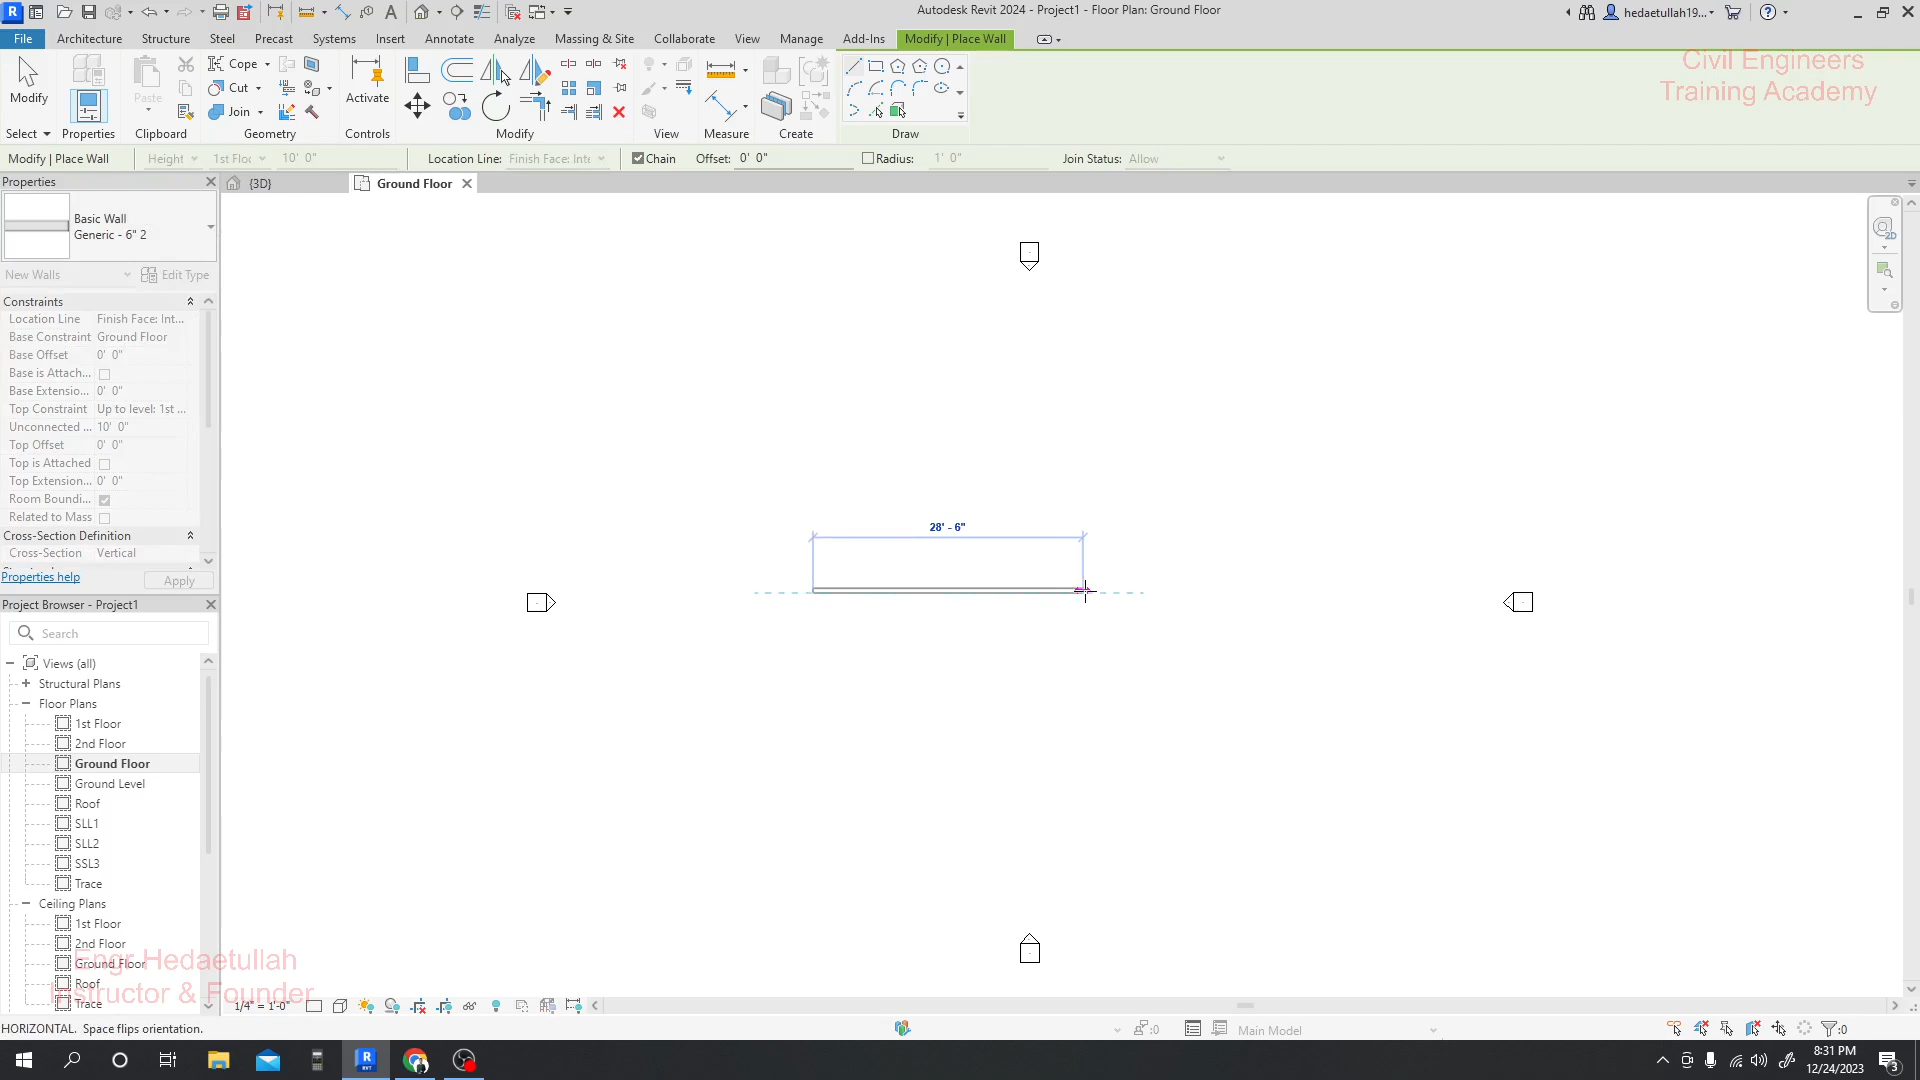 Autodesk Revit 2024 - Project1 - Floor Plan: Ground Floor
hedaetullah19...
File Architecture Structure Steel Precast Systems Insert Annotate Analyze Massing & Site Collaborate View Manage Add-Ins Modify | Place Wall
Civil Engineers
Training Academy
Modify
Paste
Cope
Cut
Join
Activate
Select Properties Clipboard Geometry Controls Modify View Measure Create Draw
Modify | Place Wall Height 1st Floo 10' 0" Location Line: Finish Face: Inte Chain Offset: 0' 0" Radius: 1' 0" Join Status: Allow
Properties
{3D}
Ground Floor
Basic Wall
Generic - 6" 2
New Walls Edit Type
Constraints
Location Line Finish Face: Int...
Base Constraint Ground Floor
Base Offset 0' 0"
Base is Attach...
Base Extensio... 0' 0"
Top Constraint Up to level: 1st ...
Unconnected ... 10' 0"
Top Offset 0' 0"
Top is Attached
Top Extension... 0' 0"
Room Boundi...
Related to Mass
Cross-Section Definition
Cross-Section Vertical
Properties help Apply
28' - 6"
Project Browser - Project1
Search
Views (all)
Structural Plans
Floor Plans
1st Floor
2nd Floor
Ground Floor
Ground Level
Roof
SLL1
SLL2
SSL3
Trace
Ceiling Plans
1st Floor
2nd Floor
Ground Floor
Roof
Trace
Engr Hedaetullah
Instructor & Founder
1/4" = 1'-0"
HORIZONTAL. Space flips orientation.
:0
Main Model
:0
8:31 PM
12/24/2023
3